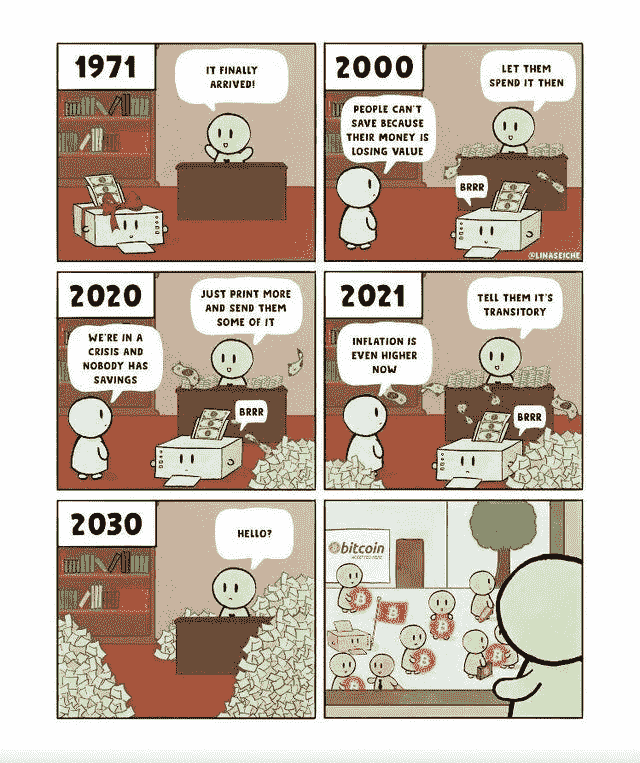 1971
IT FINALLY
ARRIVED!
2000
LET THEM
SPEND IT THEN
PEOPLE CAN'T
SAVE BECAUSE
THEIR MONEY IS
LOSING VALUE
BRRR
@LINASEICHE
2020
JUST PRINT MORE
AND SEND THEM
SOME OF IT
WE'RE IN A
CRISIS AND
NOBODY HAS
SAVINGS
BRRR
2021
TELL THEM IT'S
TRANSITORY
INFLATION IS
EVEN HIGHER
NOW
BRRR
2030
HELLO?
bitcoin
ACCEPTED HERE